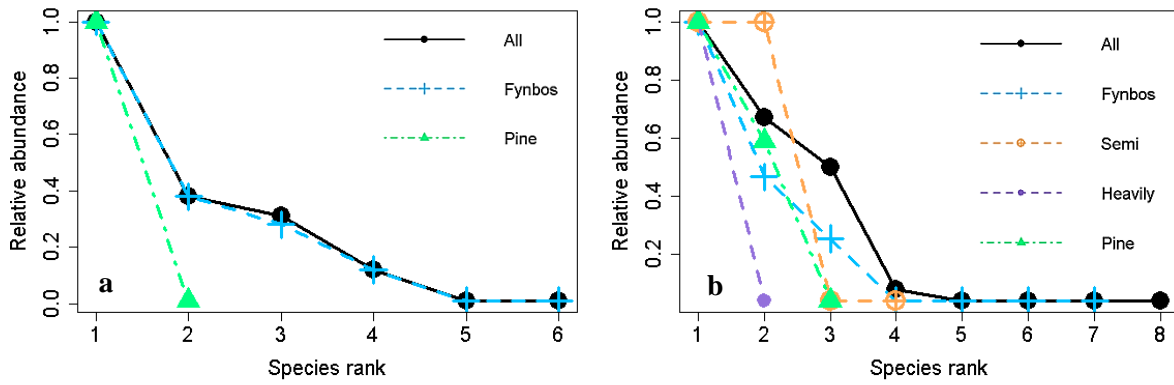 Relative abundance
1.0
0.8
0.6
0.4
0.2
0.0
All
Fynbos
Pine
a
1 2 3 4 5 6
Species rank
Relative abundance
1.0
0.8
0.6
0.4
0.2
All
Fynbos
Semi
Heavily
Pine
b
1 2 3 4 5 6 7 8
Species rank